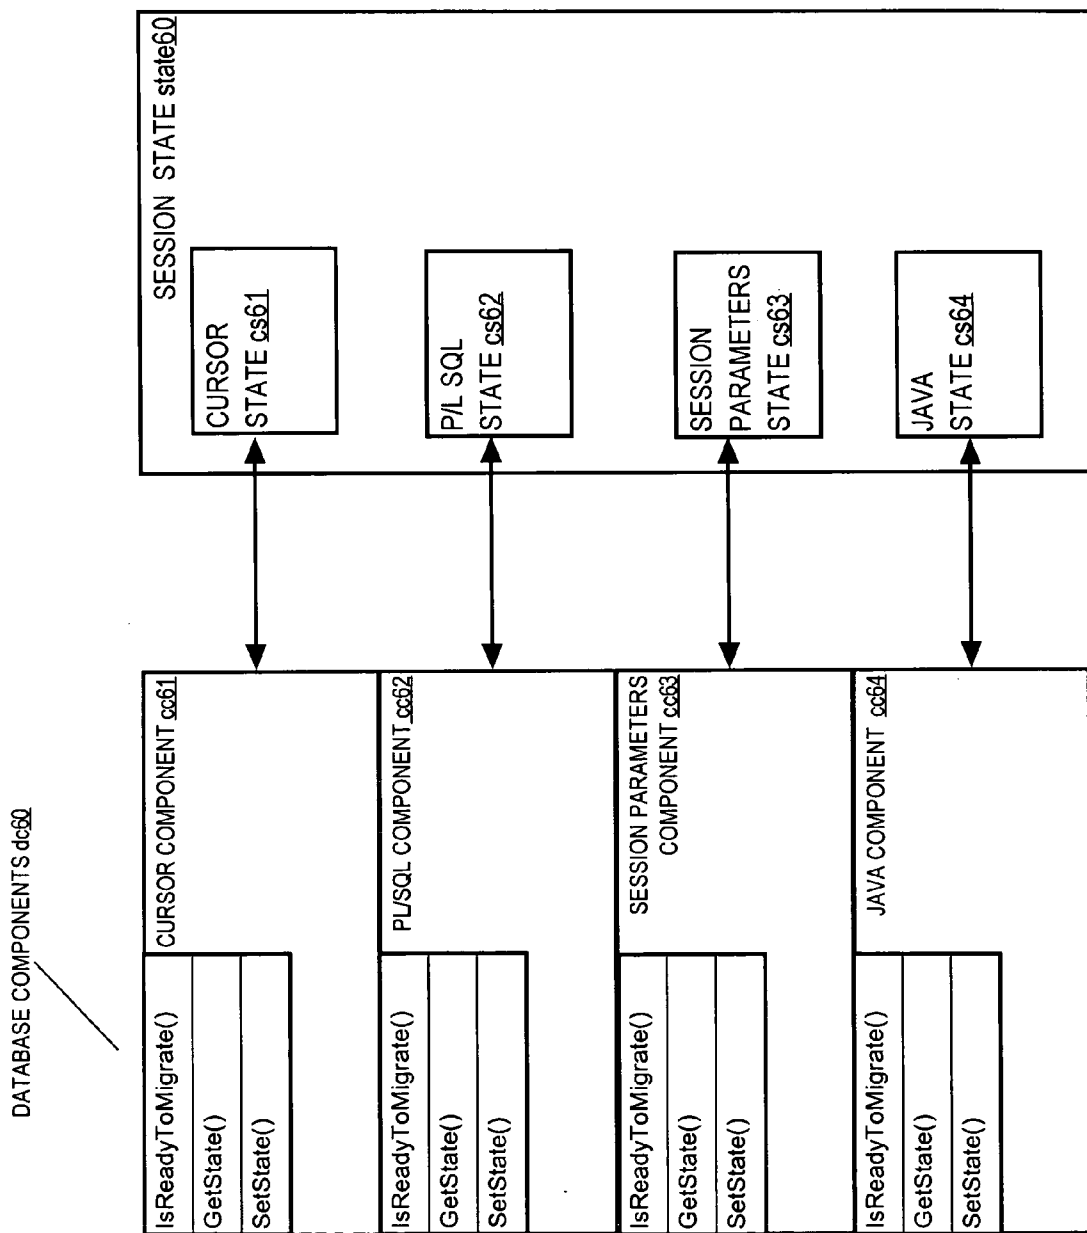 DATABASE COMPONENTS dc60
IsReadyToMigrate()
GetState()
SetState()
CURSOR COMPONENT cc61
IsReadyToMigrate()
GetState()
SetState()
PL/SQL COMPONENT cc62
IsReadyToMigrate()
GetState()
SetState()
SESSION PARAMETERS
COMPONENT cc63
IsReadyToMigrate()
GetState()
SetState()
JAVA COMPONENT cc64
SESSION STATE state60
CURSOR
STATE cs61
P/L SQL
STATE cs62
SESSION
PARAMETERS
STATE cs63
JAVA
STATE cs64